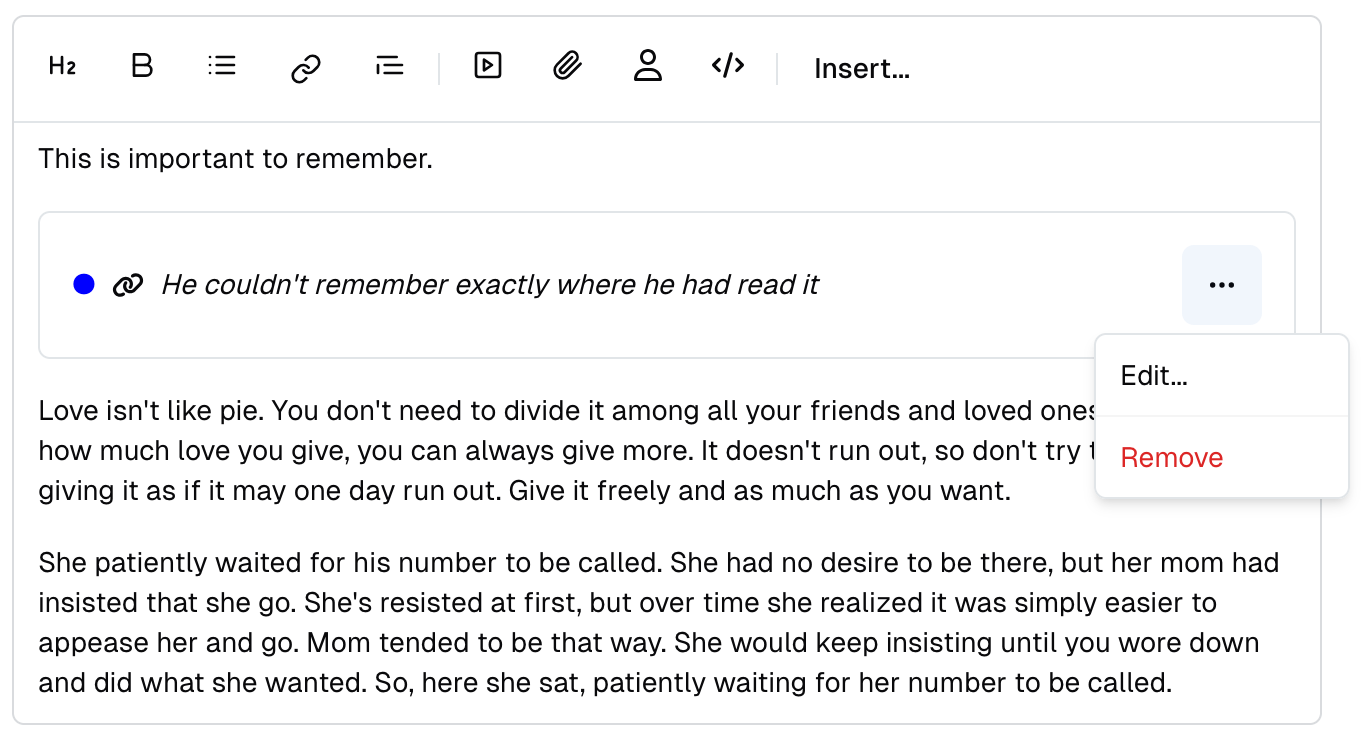 H2 B Insert...
This is important to remember.
He couldn't remember exactly where he had read it
Edit...
Remove
Love isn't like pie. You don't need to divide it among all your friends and loved ones
how much love you give, you can always give more. It doesn't run out, so don't try
giving it as if it may one day run out. Give it freely and as much as you want.
She patiently waited for his number to be called. She had no desire to be there, but her mom had
insisted that she go. She's resisted at first, but over time she realized it was simply easier to
appease her and go. Mom tended to be that way. She would keep insisting until you wore down
and did what she wanted. So, here she sat, patiently waiting for her number to be called.